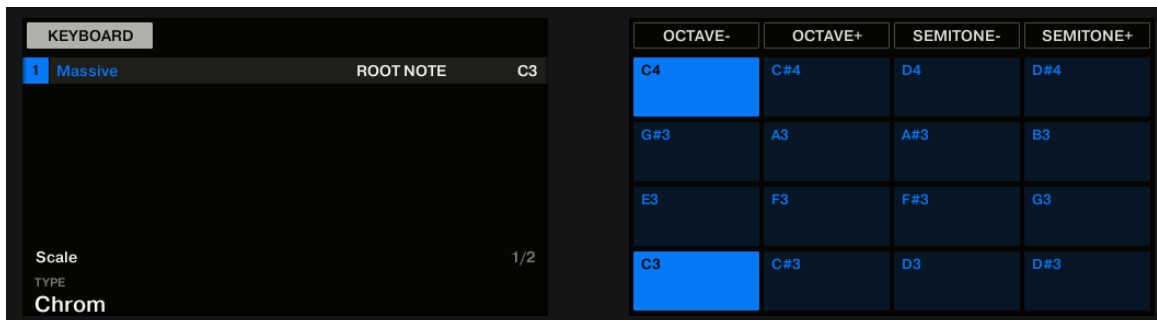 KEYBOARD
1 Massive ROOT NOTE C3
Scale 1/2
TYPE
Chrom
OCTAVE- OCTAVE+ SEMITONE- SEMITONE+
C4 C#4 D4 D#4
G#3 A3 A#3 B3
E3 F3 F#3 G3
C3 C#3 D3 D#3